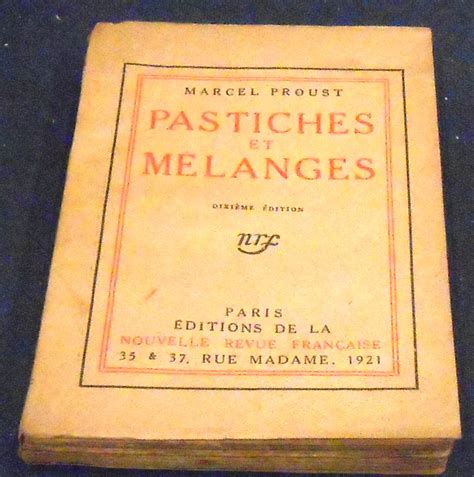 MARCEL PROUST
PASTICHES
ET
MÉLANGES
DIXIÈME ÉDITION
nrf
PARIS
ÉDITIONS DE LA
NOUVELLE REVUE FRANÇAISE
35 & 37, RUE MADAME. 1921